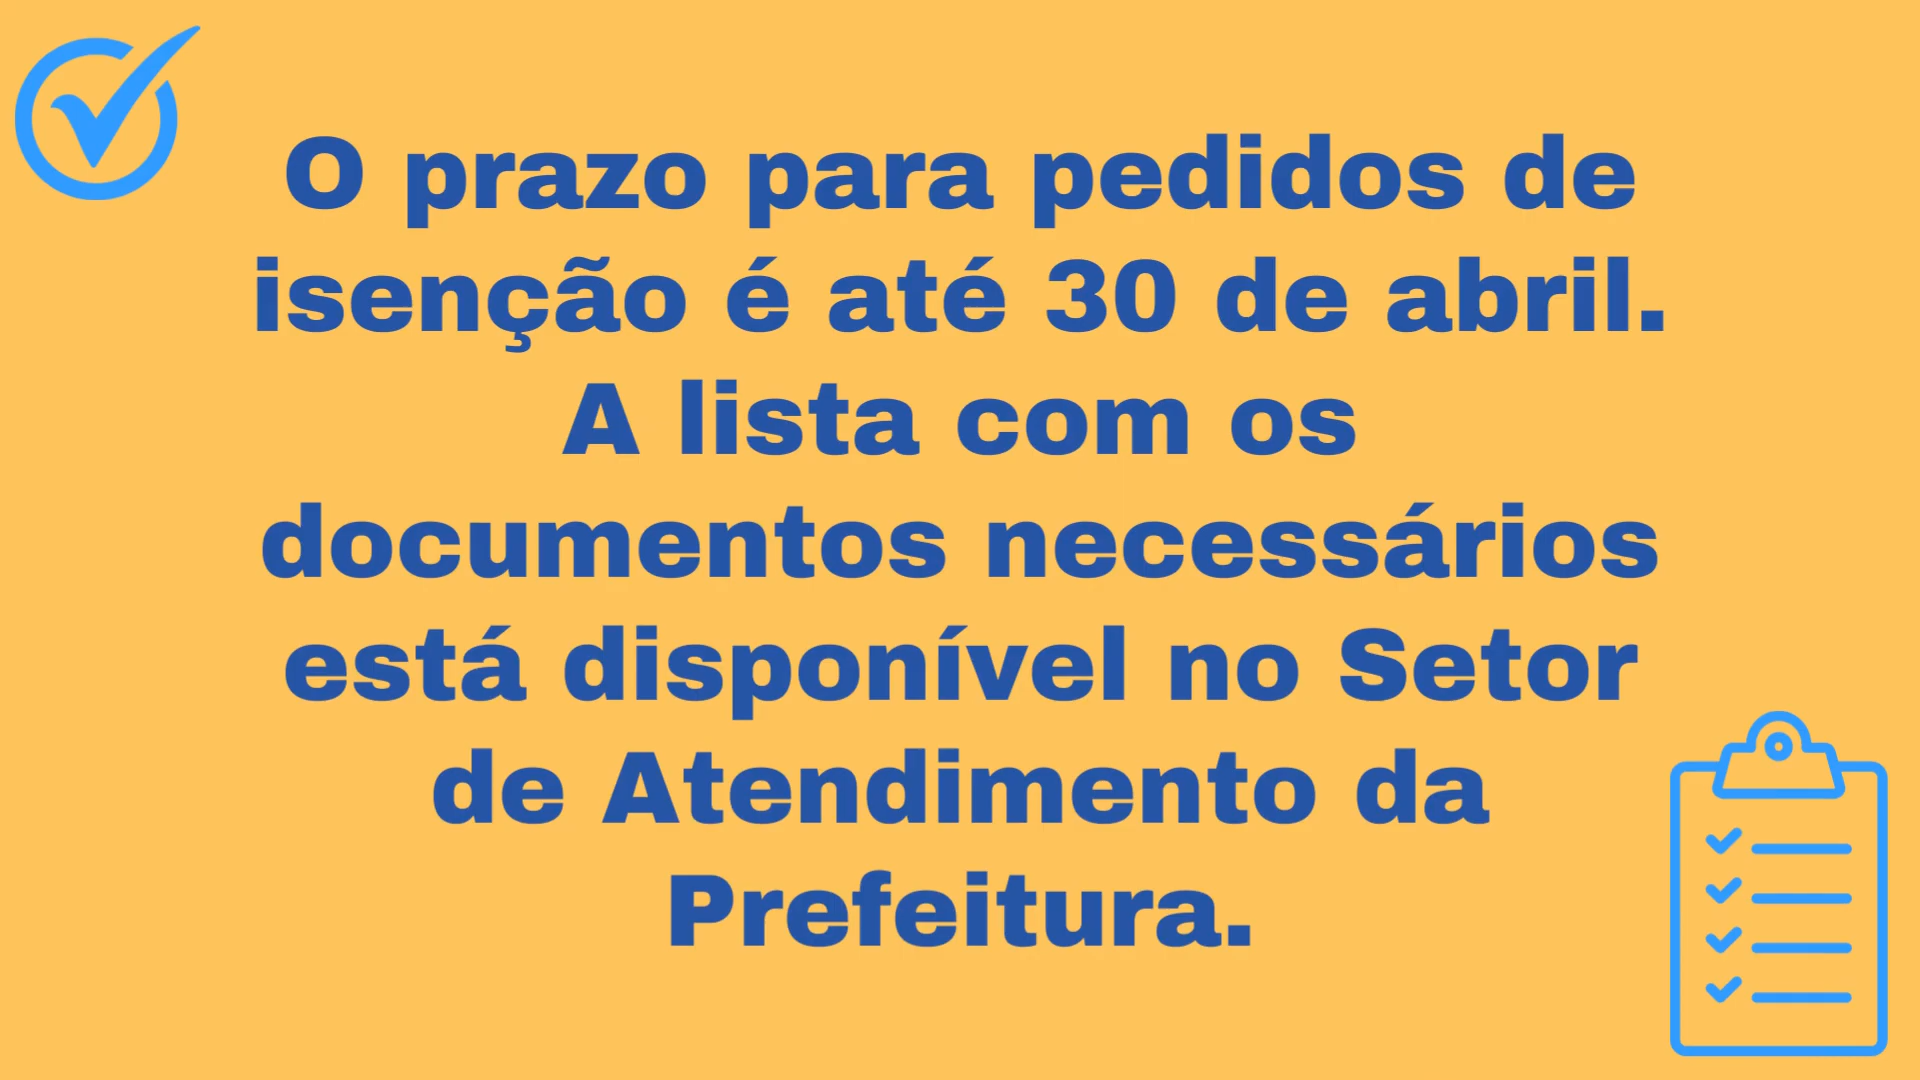 O prazo para pedidos de
isenção é até 30 de abril.
A lista com os
documentos necessários
está disponível no Setor
de Atendimento da
Prefeitura.